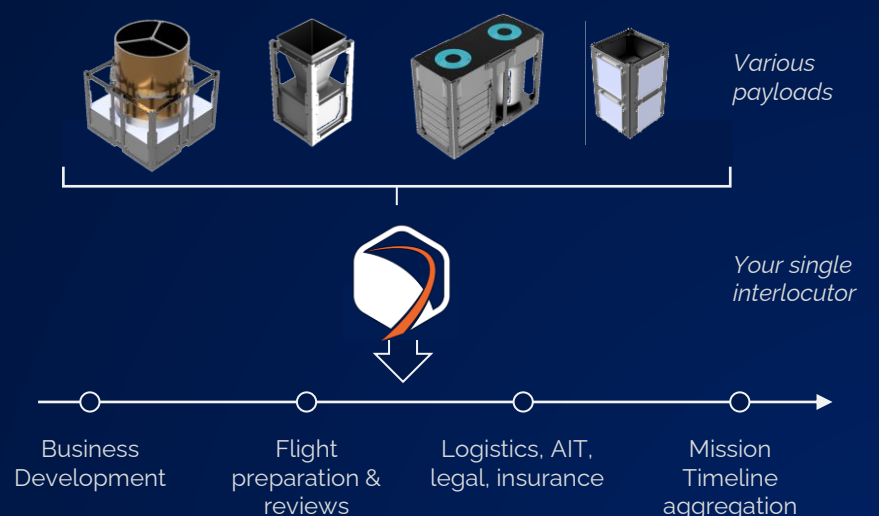 Various
payloads
Your single
interlocutor
Business
Development
Flight
preparation &
reviews
Logistics, AIT,
legal, insurance
Mission
Timeline
aggregation